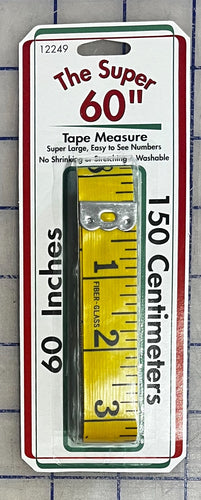 12249
The Super
60"
Tape Measure
Super Large, Easy to See Numbers
No Shrinking or Stretching • Washable
60 Inches
150 Centimeters
1
FIBER-GLASS
2
3